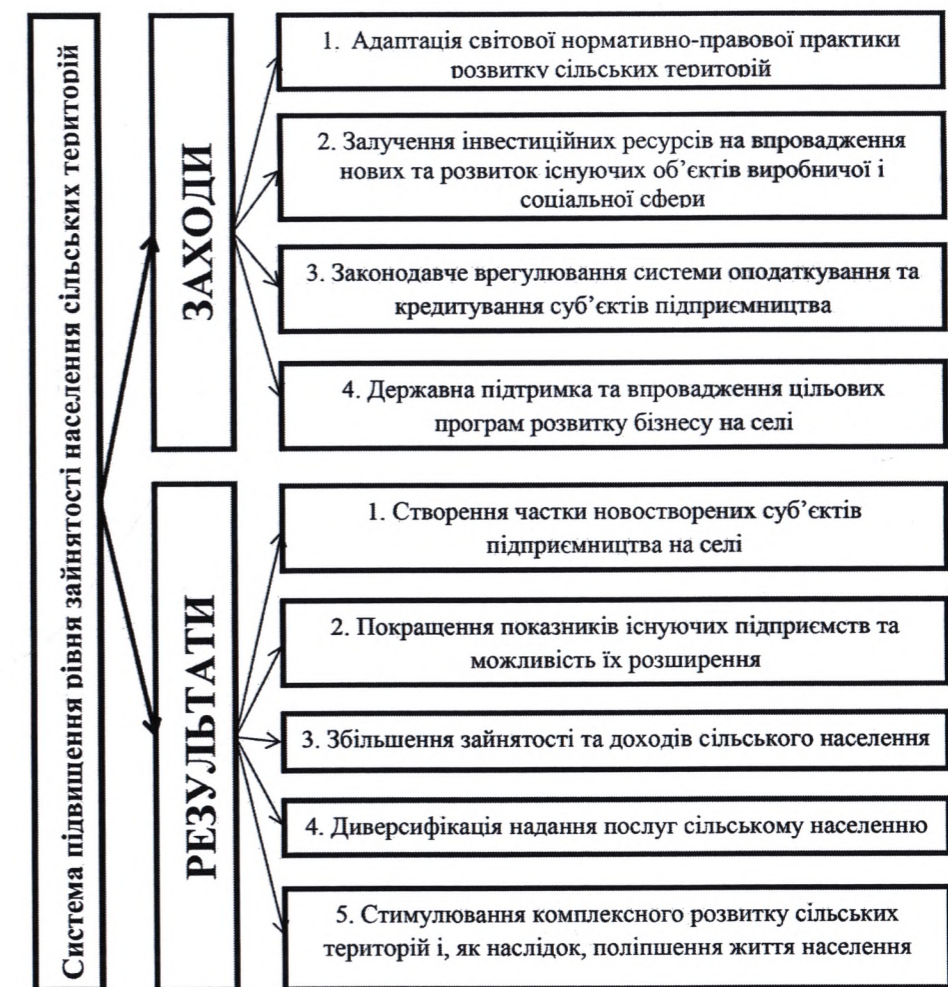 Система підвищення рівня зайнятості населення сільських територій
ЗАХОДИ
1. Адаптація світової нормативно-правової практики
розвитку сільських територій
2. Залучення інвестиційних ресурсів на впровадження
нових та розвиток існуючих об’єктів виробничої і
соціальної сфери
3. Законодавче врегулювання системи оподаткування та
кредитування суб’єктів підприємництва
4. Державна підтримка та впровадження цільових
програм розвитку бізнесу на селі
РЕЗУЛЬТАТИ
1. Створення частки новостворених суб’єктів
підприємництва на селі
2. Покращення показників існуючих підприємств та
можливість їх розширення
3. Збільшення зайнятості та доходів сільського населення
4. Диверсифікація надання послуг сільському населенню
5. Стимулювання комплексного розвитку сільських
територій і, як наслідок, поліпшення життя населення